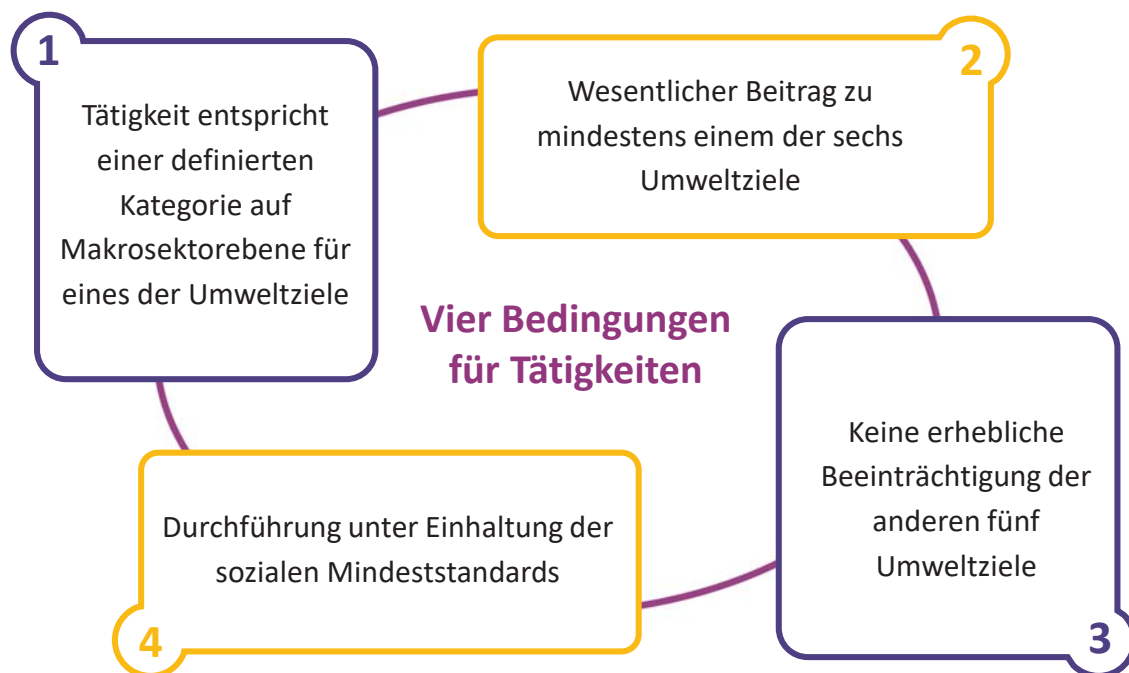 1
Tätigkeit entspricht
einer definierten
Kategorie auf
Makrosektorebene für
eines der Umweltziele
2
Wesentlicher Beitrag zu
mindestens einem der sechs
Umweltziele
Vier Bedingungen
für Tätigkeiten
Keine erhebliche
Beeinträchtigung der
anderen fünf
Umweltziele
3
Durchführung unter Einhaltung der
sozialen Mindeststandards
4